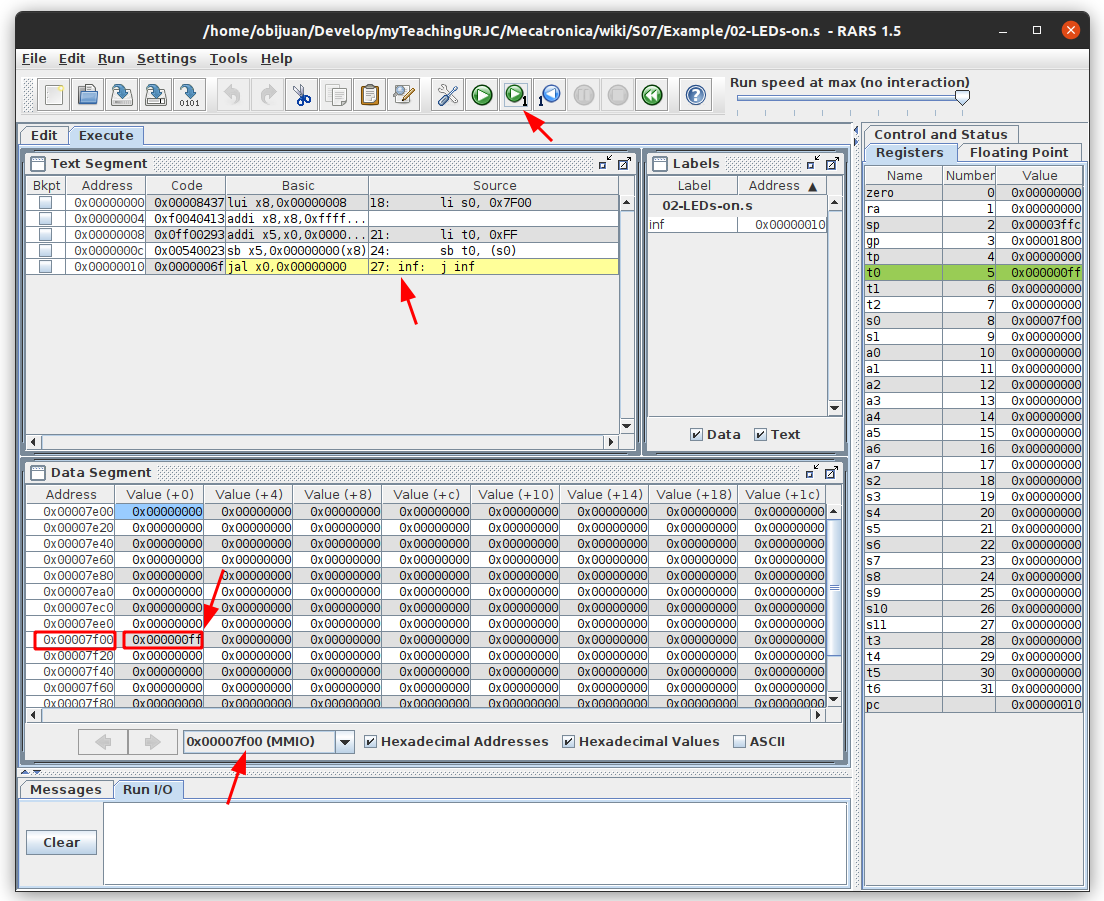 /home/obijuan/Develop/myTeachingURJC/Mecatronica/wiki/S07/Example/02-LEDs-on.s - RARS 1.5
File Edit Run Settings Tools Help
Run speed at max (no interaction)
Edit Execute
Text Segment
Bkpt Address Code Basic Source
0x00000000 0x00008437 lui x8,0x00000008 18: li s0, 0x7F00
0x00000004 0xf0040413 addi x8,x8,0xffff...
0x00000008 0x0ff00293 addi x5,x0,0x0000... 21: li t0, 0xFF
0x0000000c 0x00540023 sb x5,0x00000000(x8) 24: sb t0, (s0)
0x00000010 0x0000006f jal x0,0x00000000 27: inf: j inf
Labels
Label Address ▲
02-LEDs-on.s
inf 0x00000010
Data Text
Data Segment
Address Value (+0) Value (+4) Value (+8) Value (+c) Value (+10) Value (+14) Value (+18) Value (+1c)
0x00007e00 0x00000000 0x00000000 0x00000000 0x00000000 0x00000000 0x00000000 0x00000000 0x00000000
0x00007e20 0x00000000 0x00000000 0x00000000 0x00000000 0x00000000 0x00000000 0x00000000 0x00000000
0x00007e40 0x00000000 0x00000000 0x00000000 0x00000000 0x00000000 0x00000000 0x00000000 0x00000000
0x00007e60 0x00000000 0x00000000 0x00000000 0x00000000 0x00000000 0x00000000 0x00000000 0x00000000
0x00007e80 0x00000000 0x00000000 0x00000000 0x00000000 0x00000000 0x00000000 0x00000000 0x00000000
0x00007ea0 0x00000000 0x00000000 0x00000000 0x00000000 0x00000000 0x00000000 0x00000000 0x00000000
0x00007ec0 0x00000000 0x00000000 0x00000000 0x00000000 0x00000000 0x00000000 0x00000000 0x00000000
0x00007ee0 0x00000000 0x00000000 0x00000000 0x00000000 0x00000000 0x00000000 0x00000000 0x00000000
0x00007f00 0x000000ff 0x00000000 0x00000000 0x00000000 0x00000000 0x00000000 0x00000000 0x00000000
0x00007f20 0x00000000 0x00000000 0x00000000 0x00000000 0x00000000 0x00000000 0x00000000 0x00000000
0x00007f40 0x00000000 0x00000000 0x00000000 0x00000000 0x00000000 0x00000000 0x00000000 0x00000000
0x00007f60 0x00000000 0x00000000 0x00000000 0x00000000 0x00000000 0x00000000 0x00000000 0x00000000
0x00007f80 0x00000000 0x00000000 0x00000000 0x00000000 0x00000000 0x00000000 0x00000000 0x00000000
0x00007f00 (MMIO) Hexadecimal Addresses Hexadecimal Values ASCII
Messages Run I/O
Clear
Control and Status
Registers Floating Point
Name Number Value
zero 0 0x00000000
ra 1 0x00000000
sp 2 0x00003ffc
gp 3 0x00001800
tp 4 0x00000000
t0 5 0x000000ff
t1 6 0x00000000
t2 7 0x00000000
s0 8 0x00007f00
s1 9 0x00000000
a0 10 0x00000000
a1 11 0x00000000
a2 12 0x00000000
a3 13 0x00000000
a4 14 0x00000000
a5 15 0x00000000
a6 16 0x00000000
a7 17 0x00000000
s2 18 0x00000000
s3 19 0x00000000
s4 20 0x00000000
s5 21 0x00000000
s6 22 0x00000000
s7 23 0x00000000
s8 24 0x00000000
s9 25 0x00000000
s10 26 0x00000000
s11 27 0x00000000
t3 28 0x00000000
t4 29 0x00000000
t5 30 0x00000000
t6 31 0x00000000
pc 0x00000010